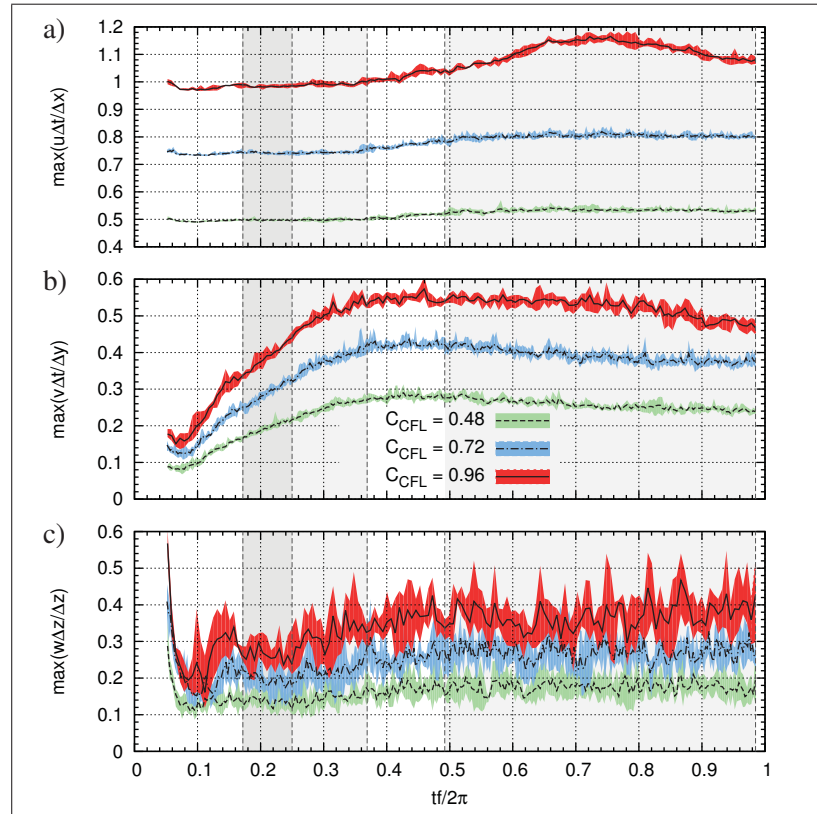 a)
max(uΔt/Δx)
1.2
1.1
1
0.9
0.8
0.7
0.6
0.5
0.4
b)
max(vΔt/Δy)
0.6
0.5
0.4
0.3
0.2
0.1
0
C_CFL = 0.48
C_CFL = 0.72
C_CFL = 0.96
c)
max(wΔz/Δz)
0.6
0.5
0.4
0.3
0.2
0.1
0
0 0.1 0.2 0.3 0.4 0.5 0.6 0.7 0.8 0.9 1
tf/2π